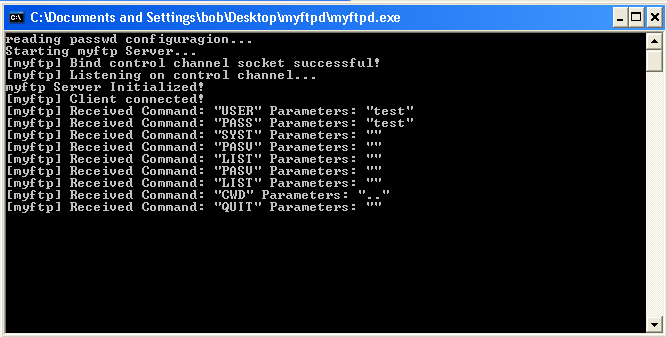 C:\Documents and Settings\bob\Desktop\myftpd\myftpd.exe
reading passwd configuragion...
Starting myftp Server...
[myftp] Bind control channel socket successful!
[myftp] Listening on control channel...
myftp Server Initialized!
[myftp] Client connected!
[myftp] Received Command: "USER" Parameters: "test"
[myftp] Received Command: "PASS" Parameters: "test"
[myftp] Received Command: "SYST" Parameters: ""
[myftp] Received Command: "PASV" Parameters: ""
[myftp] Received Command: "LIST" Parameters: ""
[myftp] Received Command: "PASV" Parameters: ""
[myftp] Received Command: "LIST" Parameters: ""
[myftp] Received Command: "CWD" Parameters: ".."
[myftp] Received Command: "QUIT" Parameters: ""